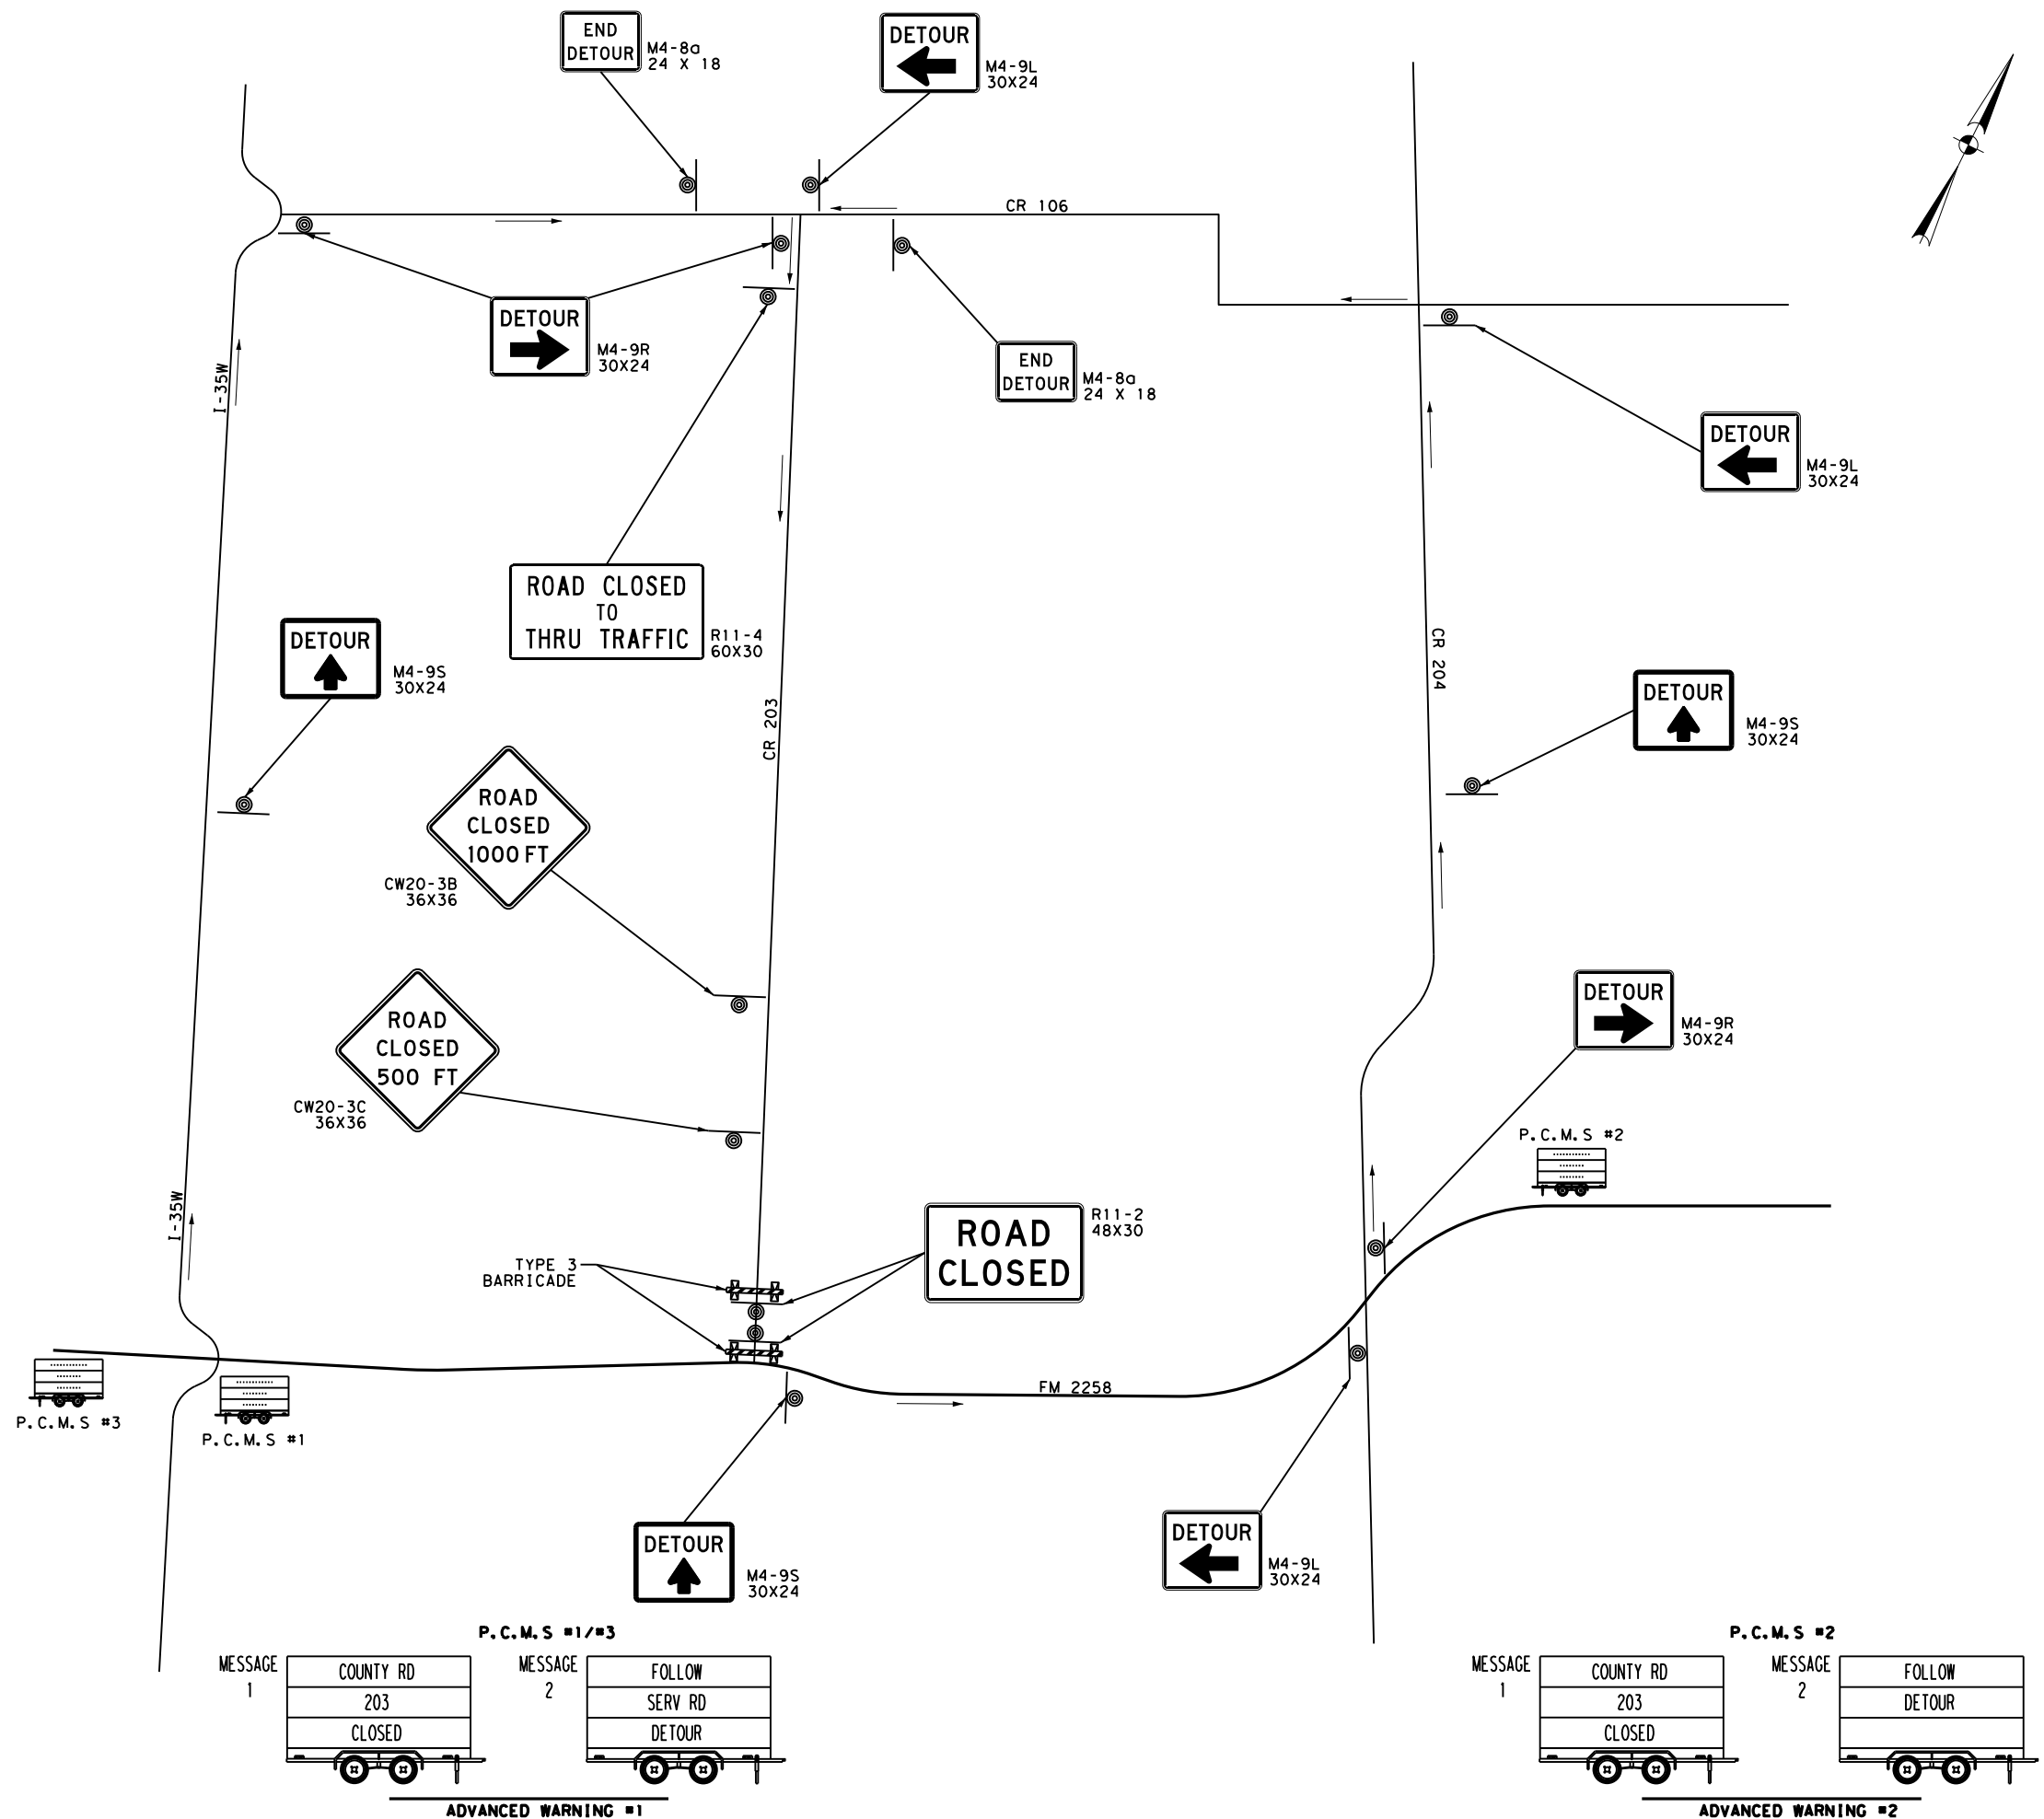 END
DETOUR
M4-8a
24 X 18
DETOUR
M4-9L
30X24
CR 106
DETOUR
M4-9R
30X24
END
DETOUR
M4-8a
24 X 18
I-35W
DETOUR
M4-9L
30X24
ROAD CLOSED
TO
THRU TRAFFIC
R11-4
60X30
DETOUR
M4-9S
30X24
CR 203
CR 204
DETOUR
M4-9S
30X24
ROAD
CLOSED
1000 FT
CW20-3B
36X36
ROAD
CLOSED
500 FT
CW20-3C
36X36
DETOUR
M4-9R
30X24
P.C.M.S #2
I-35W
ROAD
CLOSED
R11-2
48X30
TYPE 3
BARRICADE
FM 2258
P.C.M.S #3
P.C.M.S #1
DETOUR
M4-9S
30X24
DETOUR
M4-9L
30X24
P.C.M.S #1/#3
MESSAGE
1
COUNTY RD
203
CLOSED
MESSAGE
2
FOLLOW
SERV RD
DETOUR
ADVANCED WARNING #1
P.C.M.S #2
MESSAGE
1
COUNTY RD
203
CLOSED
MESSAGE
2
FOLLOW
DETOUR
ADVANCED WARNING #2